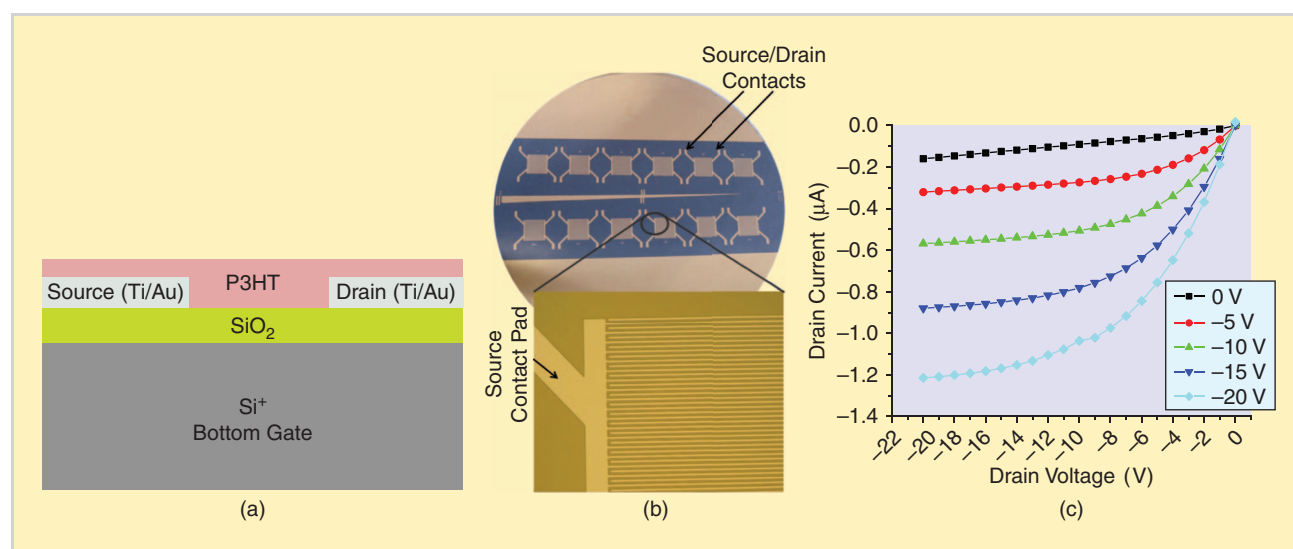 P3HT
Source (Ti/Au)
Drain (Ti/Au)
SiO2
Si+
Bottom Gate
(a)
Source/Drain
Contacts
Source
Contact Pad
(b)
Drain Current (μA)
0.0
–0.2
–0.4
–0.6
–0.8
–1.0
–1.2
–1.4
0 V
–5 V
–10 V
–15 V
–20 V
–22
–20
–18
–16
–14
–12
–10
–8
–6
–4
–2
0
Drain Voltage (V)
(c)